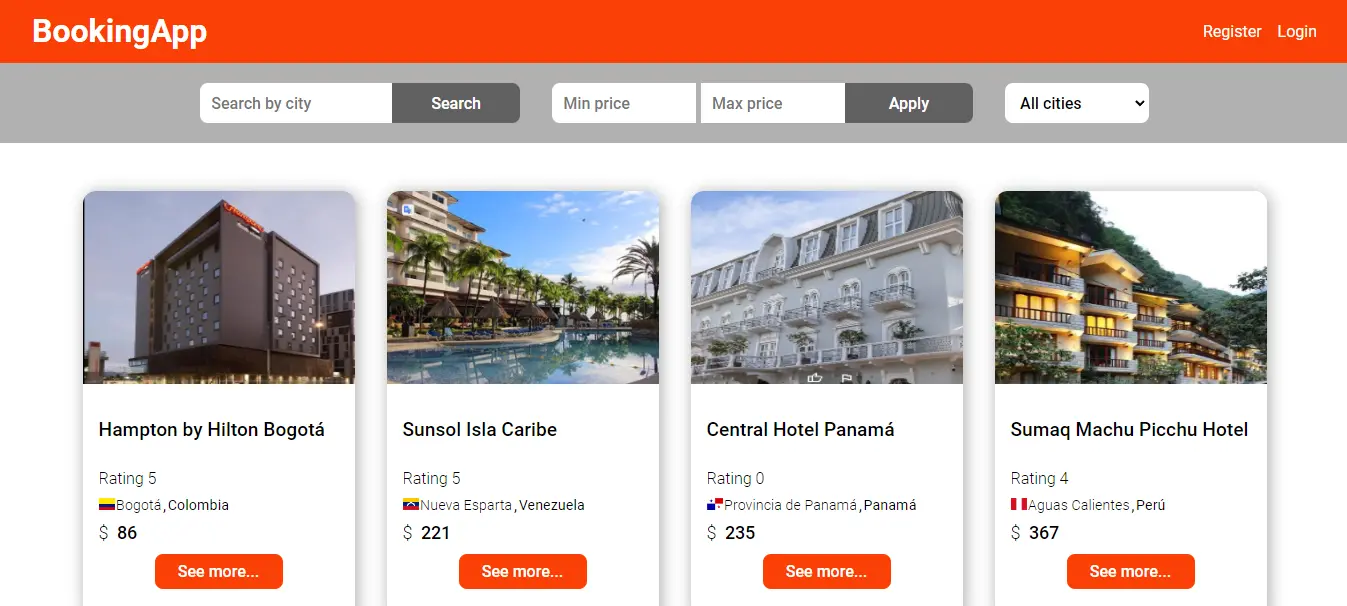 BookingApp
Register Login
Search by city Search Min price Max price Apply All cities
Hampton by Hilton Bogotá
Rating 5
Bogotá, Colombia
$ 86
See more...
Sunsol Isla Caribe
Rating 5
Nueva Esparta, Venezuela
$ 221
See more...
Central Hotel Panamá
Rating 0
Provincia de Panamá, Panamá
$ 235
See more...
Sumaq Machu Picchu Hotel
Rating 4
Aguas Calientes, Perú
$ 367
See more...